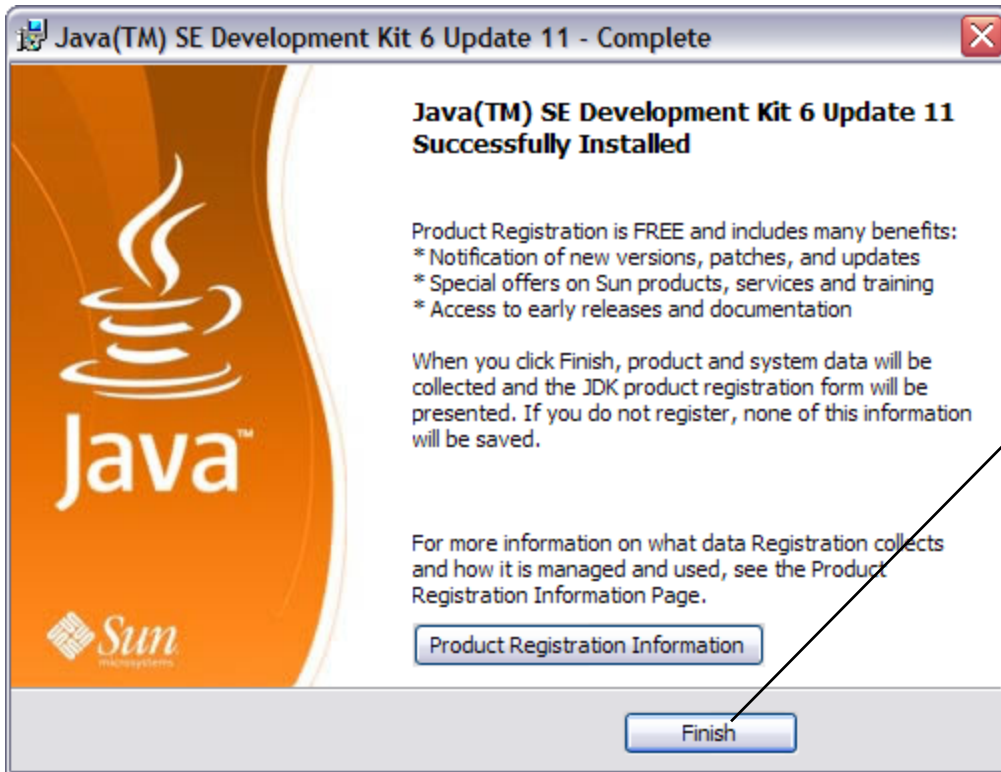 Java(TM) SE Development Kit 6 Update 11 - Complete
Java(TM) SE Development Kit 6 Update 11
Successfully Installed
Product Registration is FREE and includes many benefits:
* Notification of new versions, patches, and updates
* Special offers on Sun products, services and training
* Access to early releases and documentation
When you click Finish, product and system data will be
collected and the JDK product registration form will be
presented. If you do not register, none of this information
will be saved.
Java™
For more information on what data Registration collects
and how it is managed and used, see the Product
Registration Information Page.
Sun
microsystems
Product Registration Information
Finish